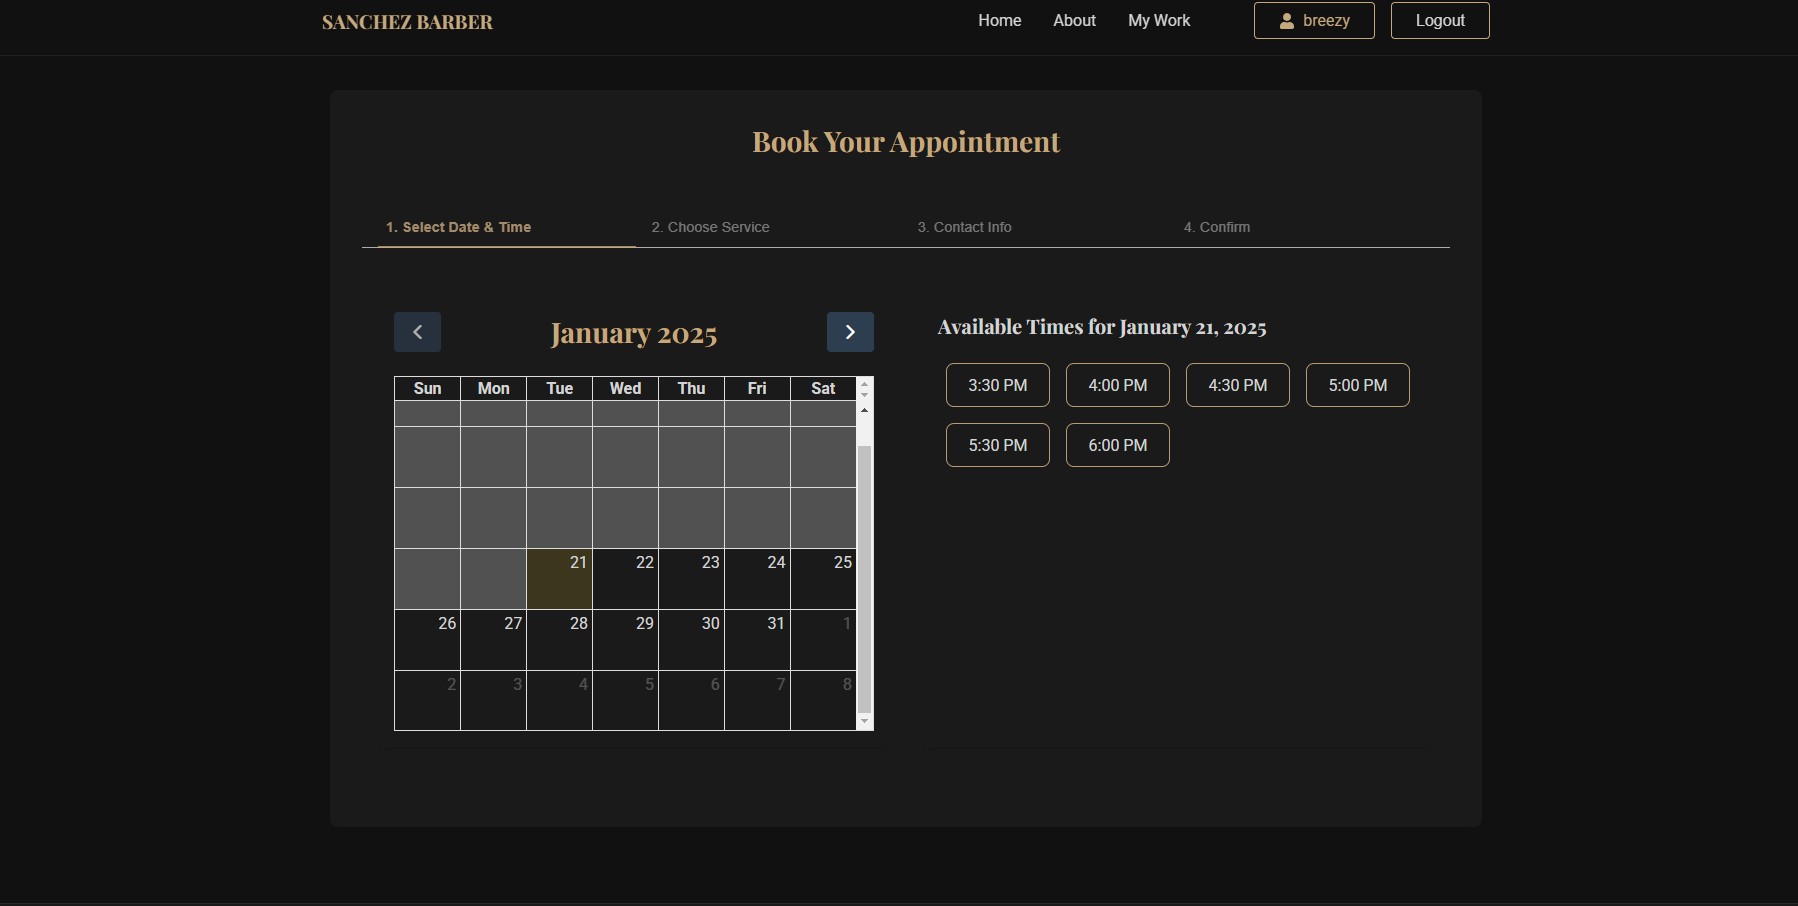 SANCHEZ BARBER
Home About My Work breezy Logout
Book Your Appointment
1. Select Date & Time 2. Choose Service 3. Contact Info 4. Confirm
January 2025
Sun Mon Tue Wed Thu Fri Sat
21 22 23 24 25
26 27 28 29 30 31 1
2 3 4 5 6 7 8
Available Times for January 21, 2025
3:30 PM 4:00 PM 4:30 PM 5:00 PM
5:30 PM 6:00 PM